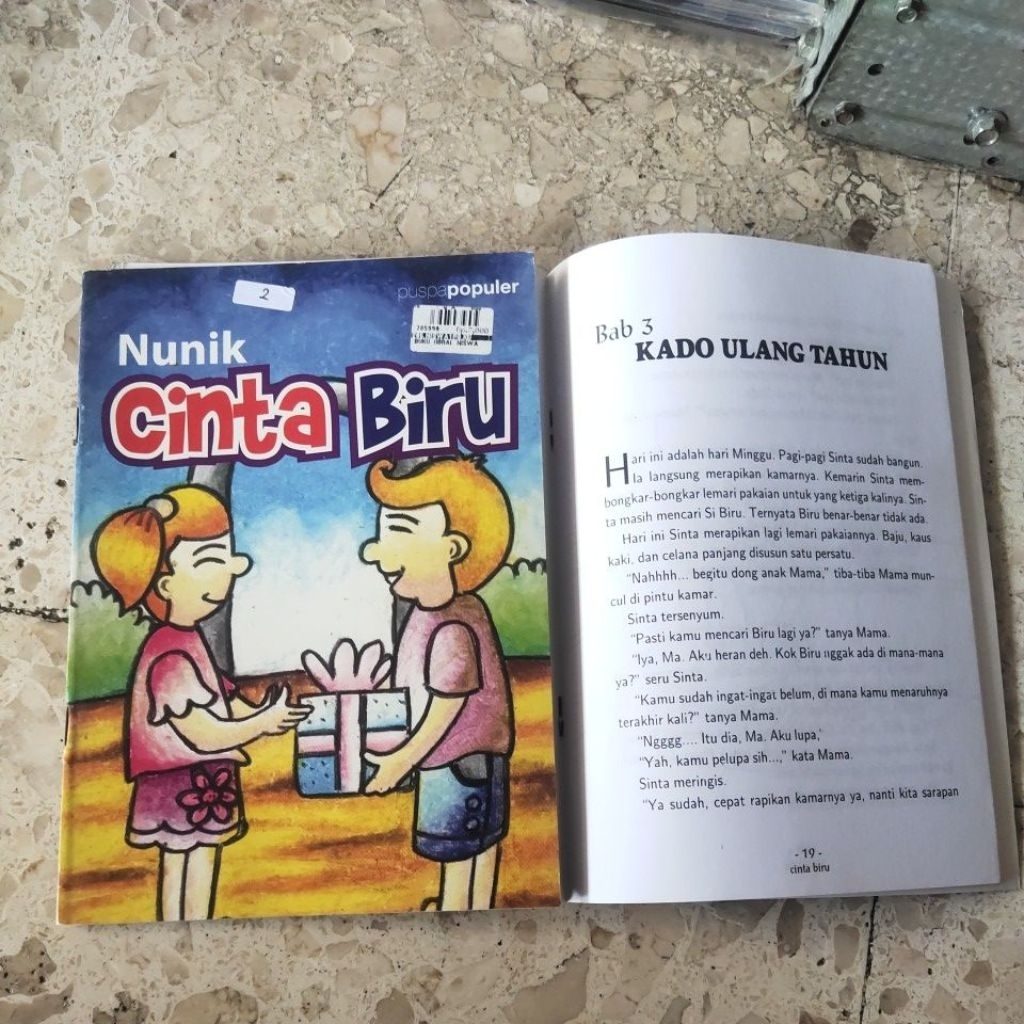 2
puspapopuler
Nunik
Cinta Biru
BUKU OBRAL NISWA
Bab 3
KADO ULANG TAHUN
Hari ini adalah hari Minggu. Pagi-pagi Sinta sudah bangun.
Ia langsung merapikan kamarnya. Kemarin Sinta mem-
bongkar-bongkar lemari pakaian untuk yang ketiga kalinya. Sin-
ta masih mencari Si Biru. Ternyata Biru benar-benar tidak ada.
Hari ini Sinta merapikan lagi lemari pakaiannya. Baju, kaus
kaki, dan celana panjang disusun satu persatu.
"Nahhhh... begitu dong anak Mama," tiba-tiba Mama mun-
cul di pintu kamar.
Sinta tersenyum.
"Pasti kamu mencari Biru lagi ya?" tanya Mama.
"Iya, Ma. Aku heran deh. Kok Biru nggak ada di mana-mana
ya?" seru Sinta.
"Kamu sudah ingat-ingat belum, di mana kamu menaruhnya
terakhir kali?" tanya Mama.
"Ngggg.... Itu dia, Ma. Aku lupa,'
"Yah, kamu pelupa sih...," kata Mama.
Sinta meringis.
"Ya sudah, cepat rapikan kamarnya ya, nanti kita sarapan
- 19 -
cinta biru